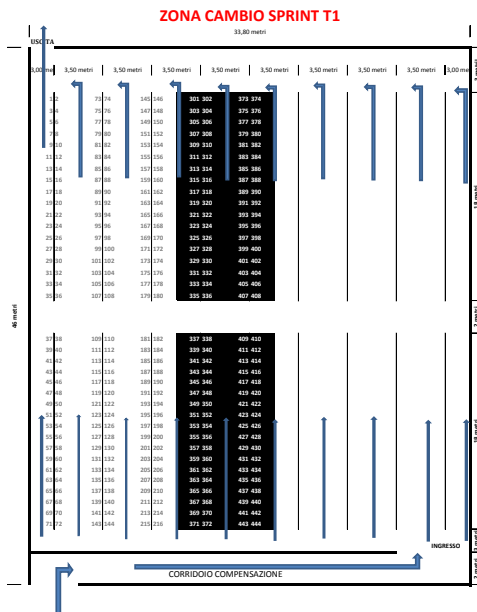 ZONA CAMBIO SPRINT T1
33,80 metri
USCITA
3,00 me 3,50 metri 3,50 metri 3,50 metri 3,50 metri 3,50 metri 3,50 metri 3,50 metri 3,50 metri 3,00 me
1 2 73 74 145 146 301 302 373 374
3 4 75 76 147 148 303 304 375 376
5 6 77 78 149 150 305 306 377 378
7 8 79 80 151 152 307 308 379 380
9 10 81 82 153 154 309 310 381 382
11 12 83 84 155 156 311 312 383 384
13 14 85 86 157 158 313 314 385 386
15 16 87 88 159 160 315 316 387 388
17 18 89 90 161 162 317 318 389 390
19 20 91 92 163 164 319 320 391 392
21 22 93 94 165 166 321 322 393 394
23 24 95 96 167 168 323 324 395 396
25 26 97 98 169 170 325 326 397 398
27 28 99 100 171 172 327 328 399 400
29 30 101 102 173 174 329 330 401 402
31 32 103 104 175 176 331 332 403 404
33 34 105 106 177 178 333 334 405 406
35 36 107 108 179 180 335 336 407 408
46 metri
2 metri
37 38 109 110 181 182 337 338 409 410
39 40 111 112 183 184 339 340 411 412
41 42 113 114 185 186 341 342 413 414
43 44 115 116 187 188 343 344 415 416
45 46 117 118 189 190 345 346 417 418
47 48 119 120 191 192 347 348 419 420
49 50 121 122 193 194 349 350 421 422
51 52 123 124 195 196 351 352 423 424
53 54 125 126 197 198 353 354 425 426
55 56 127 128 199 200 355 356 427 428
57 58 129 130 201 202 357 358 429 430
59 60 131 132 203 204 359 360 431 432
61 62 133 134 205 206 361 362 433 434
63 64 135 136 207 208 363 364 435 436
65 66 137 138 209 210 365 366 437 438
67 68 139 140 211 212 367 368 439 440
69 70 141 142 213 214 369 370 441 442
71 72 143 144 215 216 371 372 443 444
INGRESSO
CORRIDOIO COMPENSAZIONE